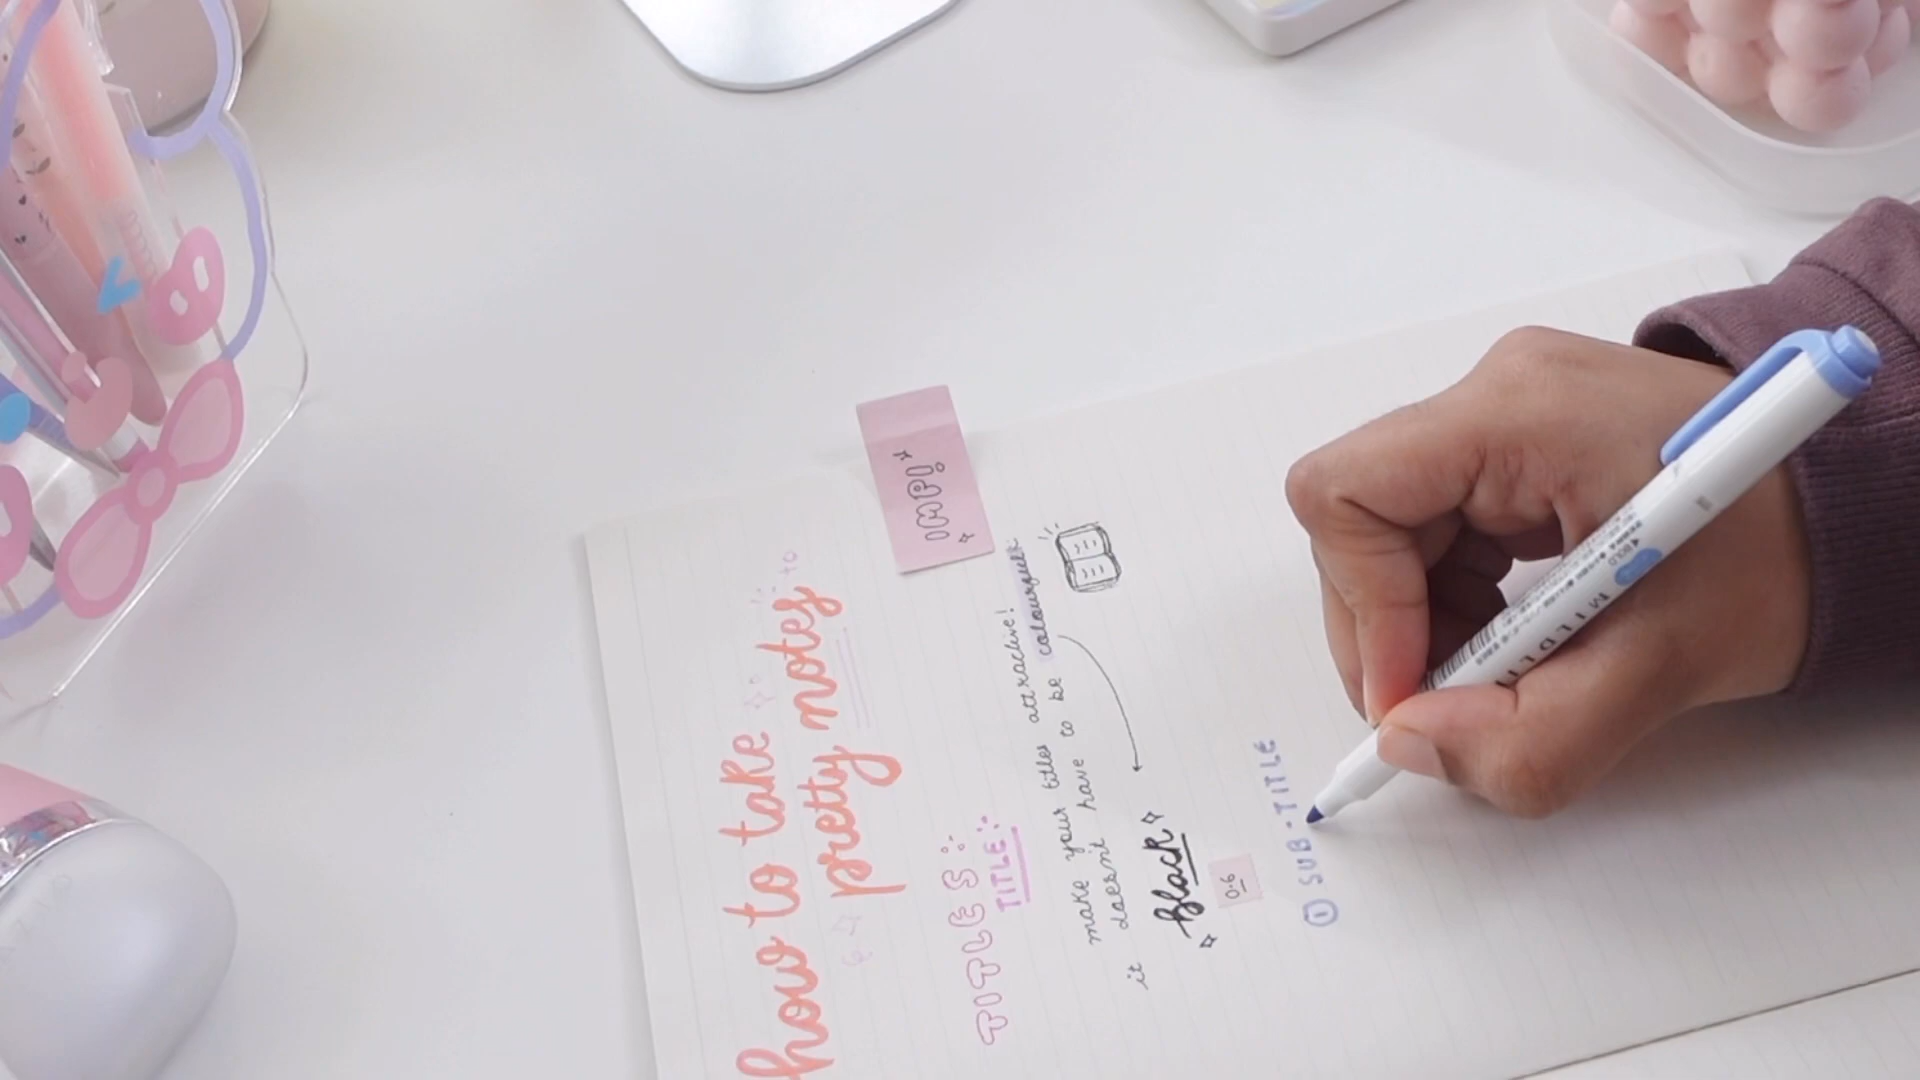 how to take
pretty notes
IMP!
TITLES:
TITLE:
make your titles attractive!
it doesn't have to be colourful
black
0.6
① SUB-TITLE
MILDLI